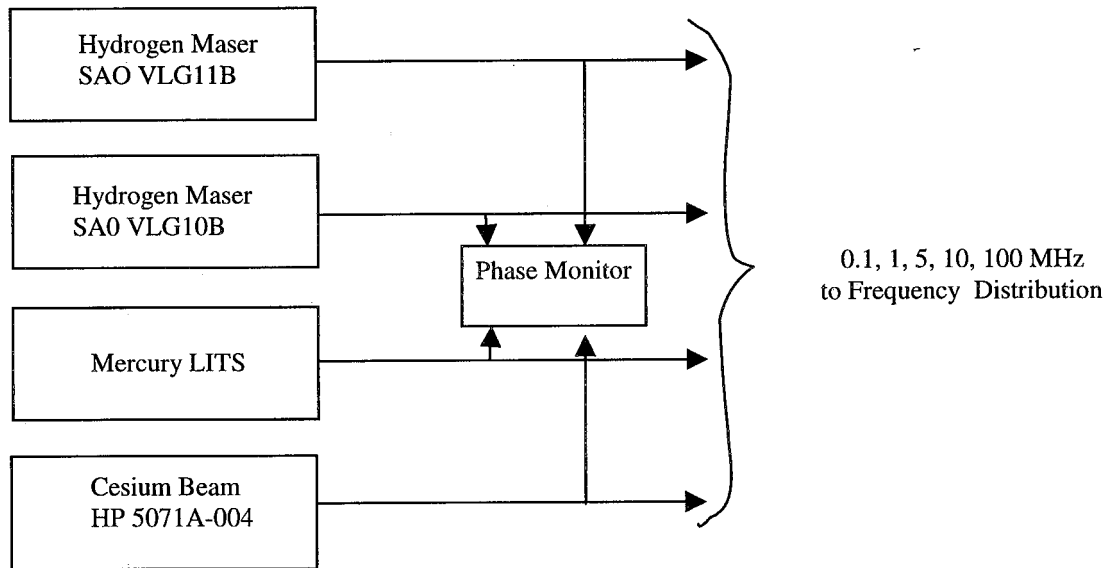 Hydrogen Maser
SAO VLG11B
Hydrogen Maser
SA0 VLG10B
Phase Monitor
0.1, 1, 5, 10, 100 MHz
to Frequency Distribution
Mercury LITS
Cesium Beam
HP 5071A-004